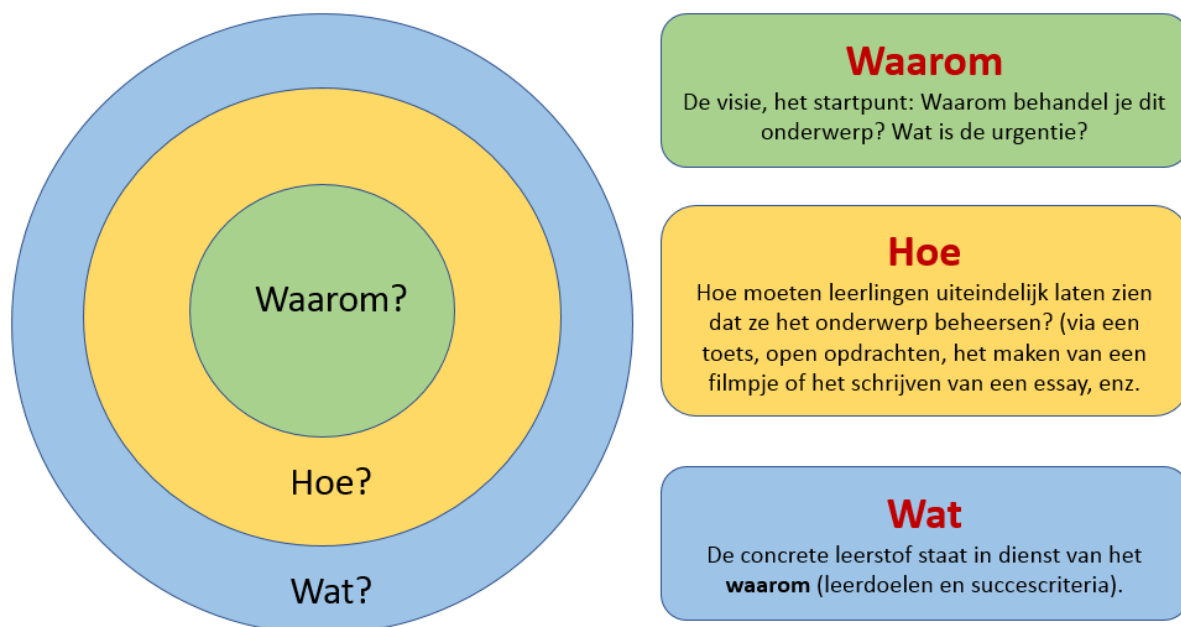 Waarom?
Hoe?
Wat?
Waarom
De visie, het startpunt: Waarom behandel je dit
onderwerp? Wat is de urgentie?
Hoe
Hoe moeten leerlingen uiteindelijk laten zien
dat ze het onderwerp beheersen? (via een
toets, open opdrachten, het maken van een
filmpje of het schrijven van een essay, enz.
Wat
De concrete leerstof staat in dienst van het
waarom (leerdoelen en succescriteria).